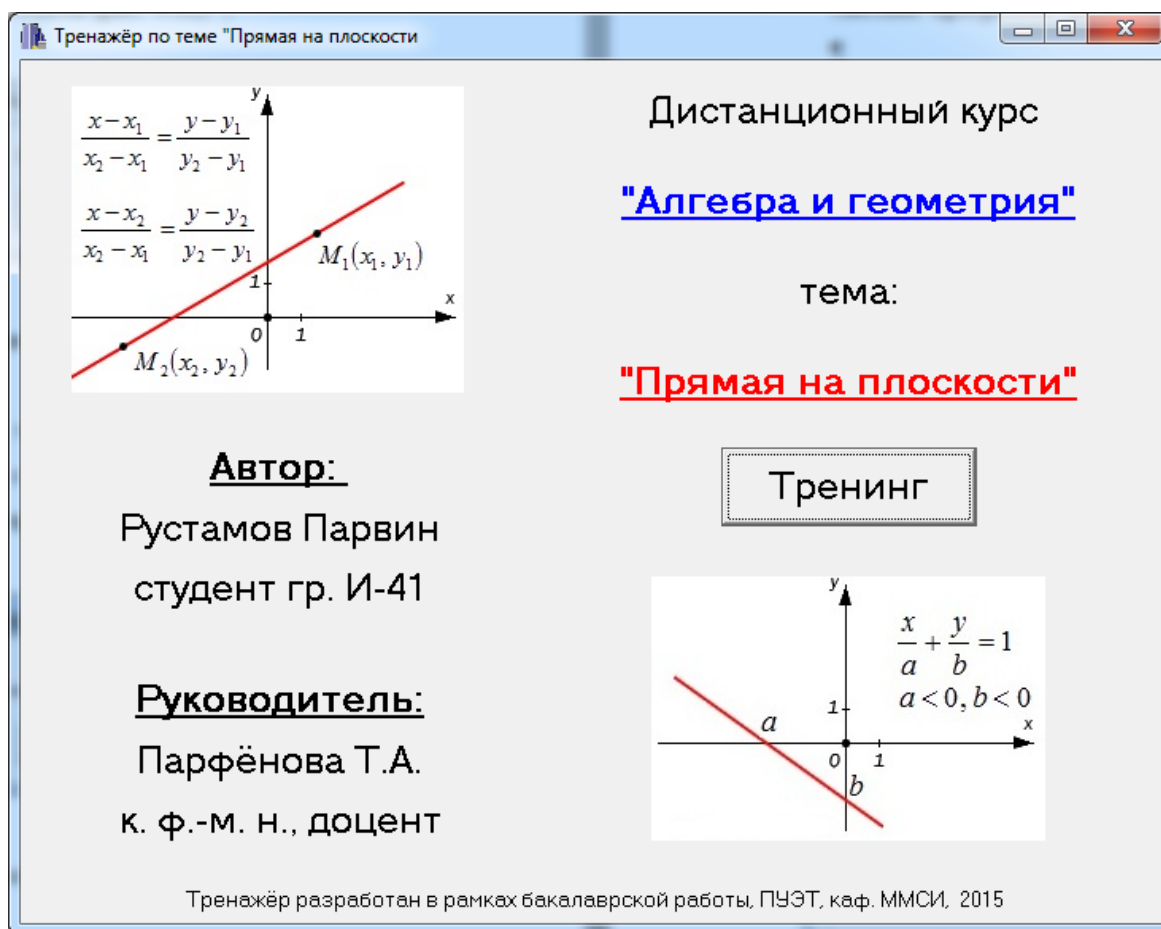 Тренажёр по теме "Прямая на плоскости
y
x−x₁/x₂−x₁ = y−y₁/y₂−y₁
x−x₂/x₂−x₁ = y−y₂/y₂−y₁
M₁(x₁, y₁)
1
x
0 1
M₂(x₂, y₂)
Автор:
Рустамов Парвин
студент гр. И-41
Руководитель:
Парфёнова Т.А.
к. ф.-м. н., доцент
Дистанционный курс
"Алгебра и геометрия"
тема:
"Прямая на плоскости"
Тренинг
y
x/a + y/b = 1
a < 0, b < 0
a
1
x
0 1
b
Тренажёр разработан в рамках бакалаврской работы, ПУЭТ, каф. ММСИ, 2015